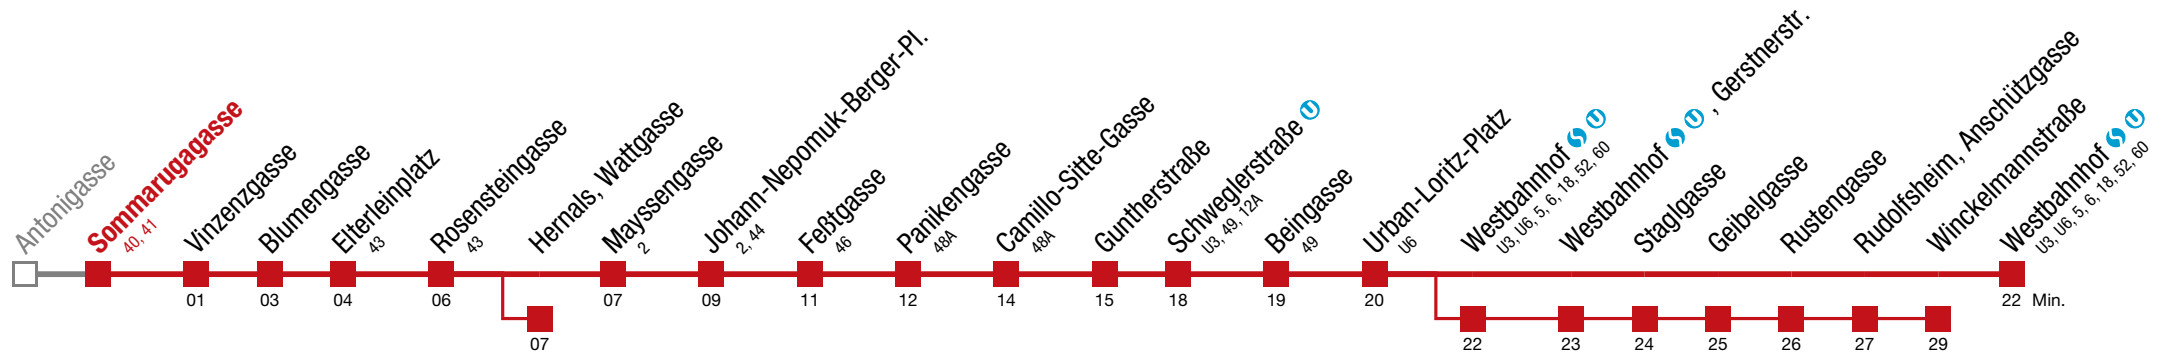 Antonigasse
Sommarugagasse
40, 41
Vinzenzgasse
Blumengasse
Elterleinplatz
43
Rosensteingasse
43
Hernals, Wattgasse
Mayssengasse
2
Johann-Nepomuk-Berger-Pl.
2, 44
Feßtgasse
46
Panikengasse
48A
Camillo-Sitte-Gasse
48A
Guntherstraße
Schweglerstraße U
U3, 49, 12A
Beingasse
49
Urban-Loritz-Platz
U6
Westbahnhof S U
U3, U6, 5, 6, 18, 52, 60
Westbahnhof S U , Gerstnerstr.
Staglgasse
Geibelgasse
Rustengasse
Rudolfsheim, Anschützgasse
Winckelmannstraße
Westbahnhof S U
U3, U6, 5, 6, 18, 52, 60
01 03 04 06 07 09 11 12 14 15 18 19 20 22 Min.
07 22 23 24 25 26 27 29